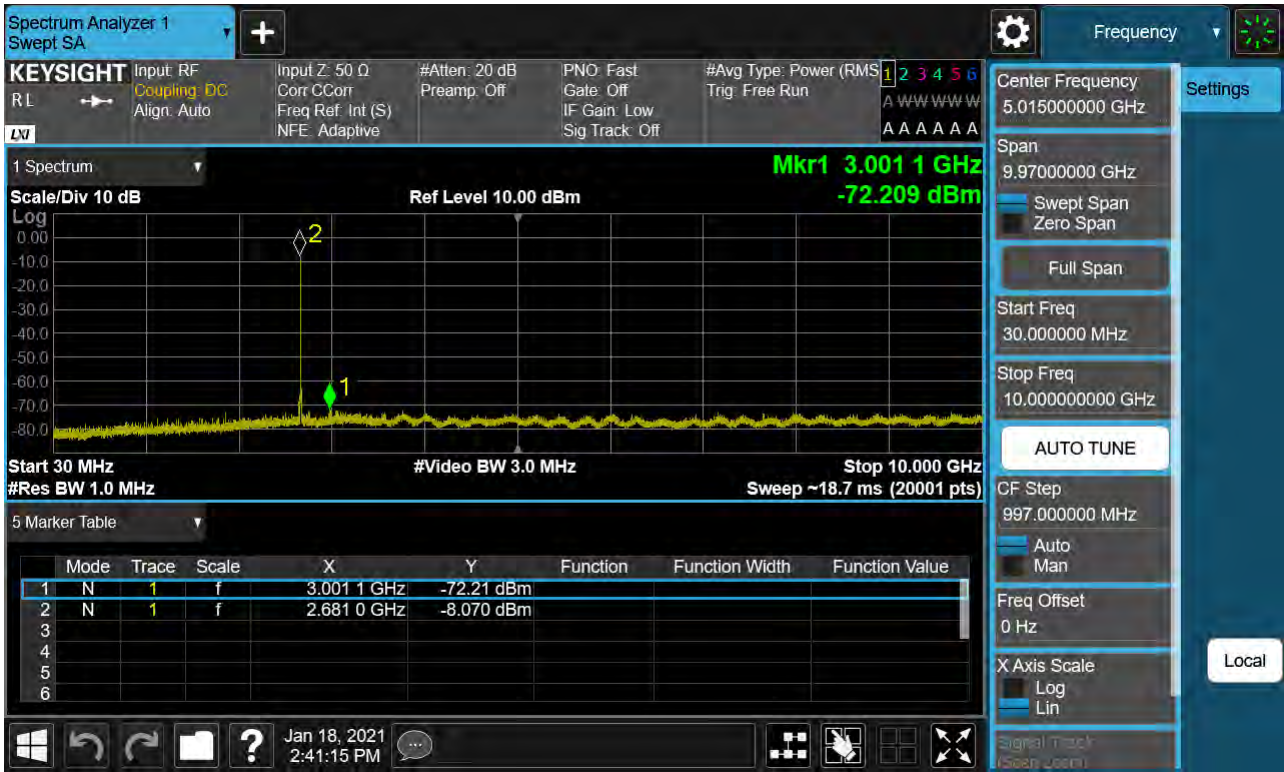 Spectrum Analyzer 1
Swept SA
+
Frequency
KEYSIGHT
RL
LXI
Input: RF
Coupling: DC
Align: Auto
Input Z: 50 Ω
Corr CCorr
Freq Ref: Int (S)
NFE: Adaptive
#Atten: 20 dB
Preamp: Off
PNO: Fast
Gate: Off
IF Gain: Low
Sig Track: Off
#Avg Type: Power (RMS
Trig: Free Run
1 2 3 4 5 6
A W W W W W
A A A A A A
1 Spectrum
Mkr1 3.001 1 GHz
-72.209 dBm
Scale/Div 10 dB
Ref Level 10.00 dBm
Log
0.00
-10.0
-20.0
-30.0
-40.0
-50.0
-60.0
-70.0
-80.0
2
1
Start 30 MHz
#Video BW 3.0 MHz
Stop 10.000 GHz
#Res BW 1.0 MHz
Sweep ~18.7 ms (20001 pts)
5 Marker Table
Mode Trace Scale X Y Function Function Width Function Value
1 N 1 f 3.001 1 GHz -72.21 dBm
2 N 1 f 2.681 0 GHz -8.070 dBm
3
4
5
6
?
Jan 18, 2021
2:41:15 PM
Center Frequency
5.015000000 GHz
Span
9.97000000 GHz
Swept Span
Zero Span
Full Span
Start Freq
30.000000 MHz
Stop Freq
10.000000000 GHz
AUTO TUNE
CF Step
997.000000 MHz
Auto
Man
Freq Offset
0 Hz
X Axis Scale
Log
Lin
Signal Track
(Span Zoom)
Settings
Local